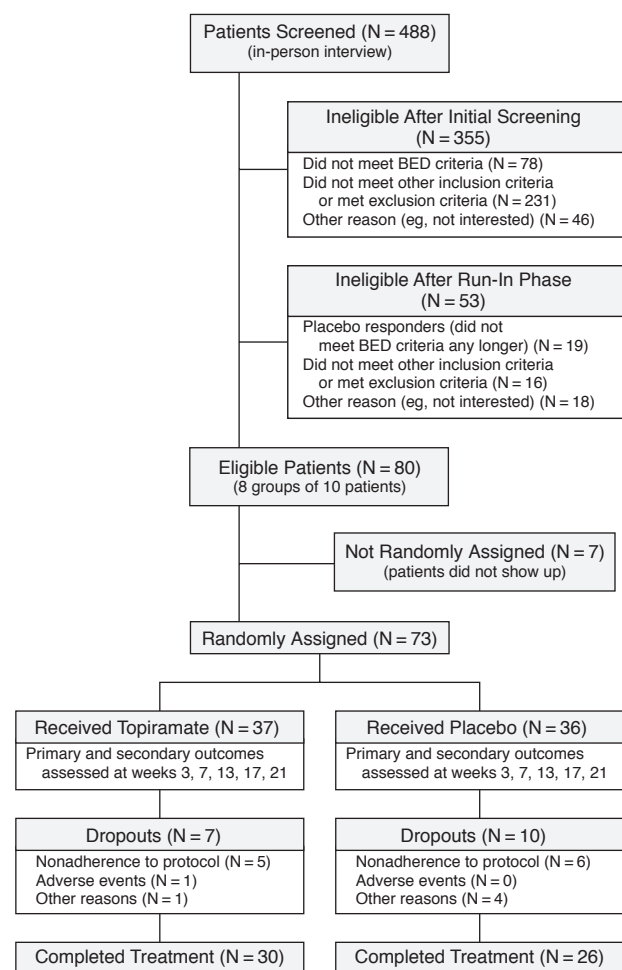 Patients Screened (N = 488)
(in-person interview)
Ineligible After Initial Screening
(N = 355)
Did not meet BED criteria (N = 78)
Did not meet other inclusion criteria
or met exclusion criteria (N = 231)
Other reason (eg, not interested) (N = 46)
Ineligible After Run-In Phase
(N = 53)
Placebo responders (did not
meet BED criteria any longer) (N = 19)
Did not meet other inclusion criteria
or met exclusion criteria (N = 16)
Other reason (eg, not interested) (N = 18)
Eligible Patients (N = 80)
(8 groups of 10 patients)
Not Randomly Assigned (N = 7)
(patients did not show up)
Randomly Assigned (N = 73)
Received Topiramate (N = 37)
Primary and secondary outcomes
assessed at weeks 3, 7, 13, 17, 21
Received Placebo (N = 36)
Primary and secondary outcomes
assessed at weeks 3, 7, 13, 17, 21
Dropouts (N = 7)
Nonadherence to protocol (N = 5)
Adverse events (N = 1)
Other reasons (N = 1)
Dropouts (N = 10)
Nonadherence to protocol (N = 6)
Adverse events (N = 0)
Other reasons (N = 4)
Completed Treatment (N = 30)
Completed Treatment (N = 26)